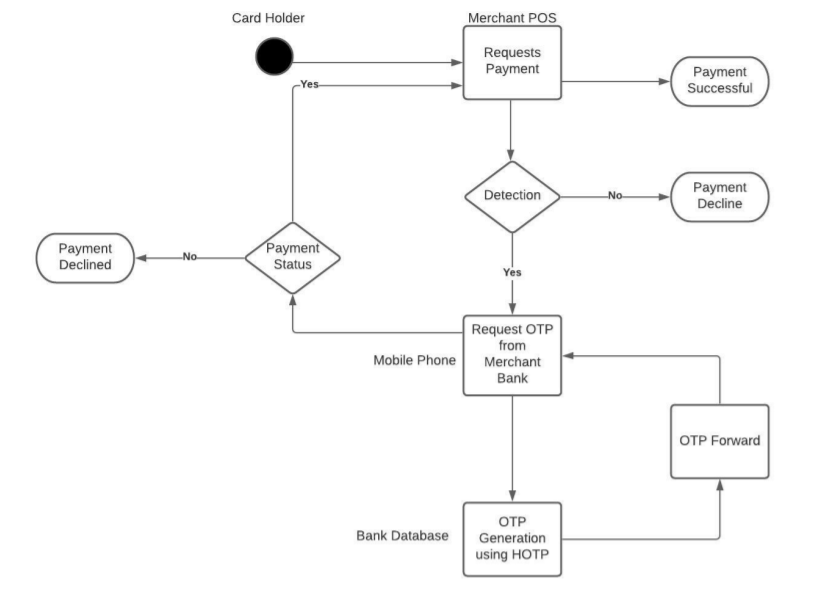 Card Holder
Merchant POS
Requests
Payment
Payment
Successful
Yes
Detection
No
Payment
Decline
Payment
Status
No
Payment
Declined
Yes
Request OTP
from
Merchant
Bank
Mobile Phone
OTP Forward
OTP
Generation
using HOTP
Bank Database